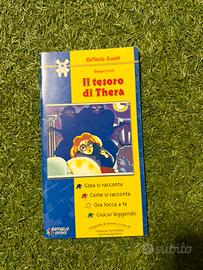 Raffaello Scuola
Il tesoro
di Thera
Cosa si racconta
Come si racconta
Ora tocca a te
Giocar leggendo
RAFFAELLO
subito